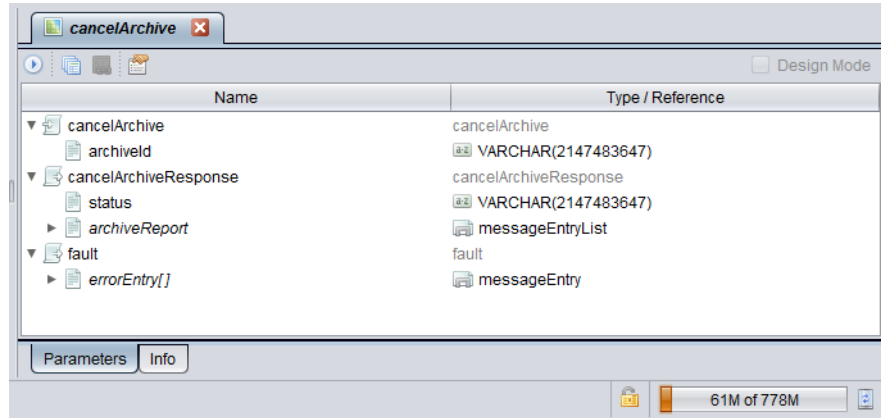 cancelArchive
Design Mode
Name Type / Reference
cancelArchive cancelArchive
archiveId a-z VARCHAR(2147483647)
cancelArchiveResponse cancelArchiveResponse
status a-z VARCHAR(2147483647)
archiveReport messageEntryList
fault fault
errorEntry[] messageEntry
Parameters Info
61M of 778M